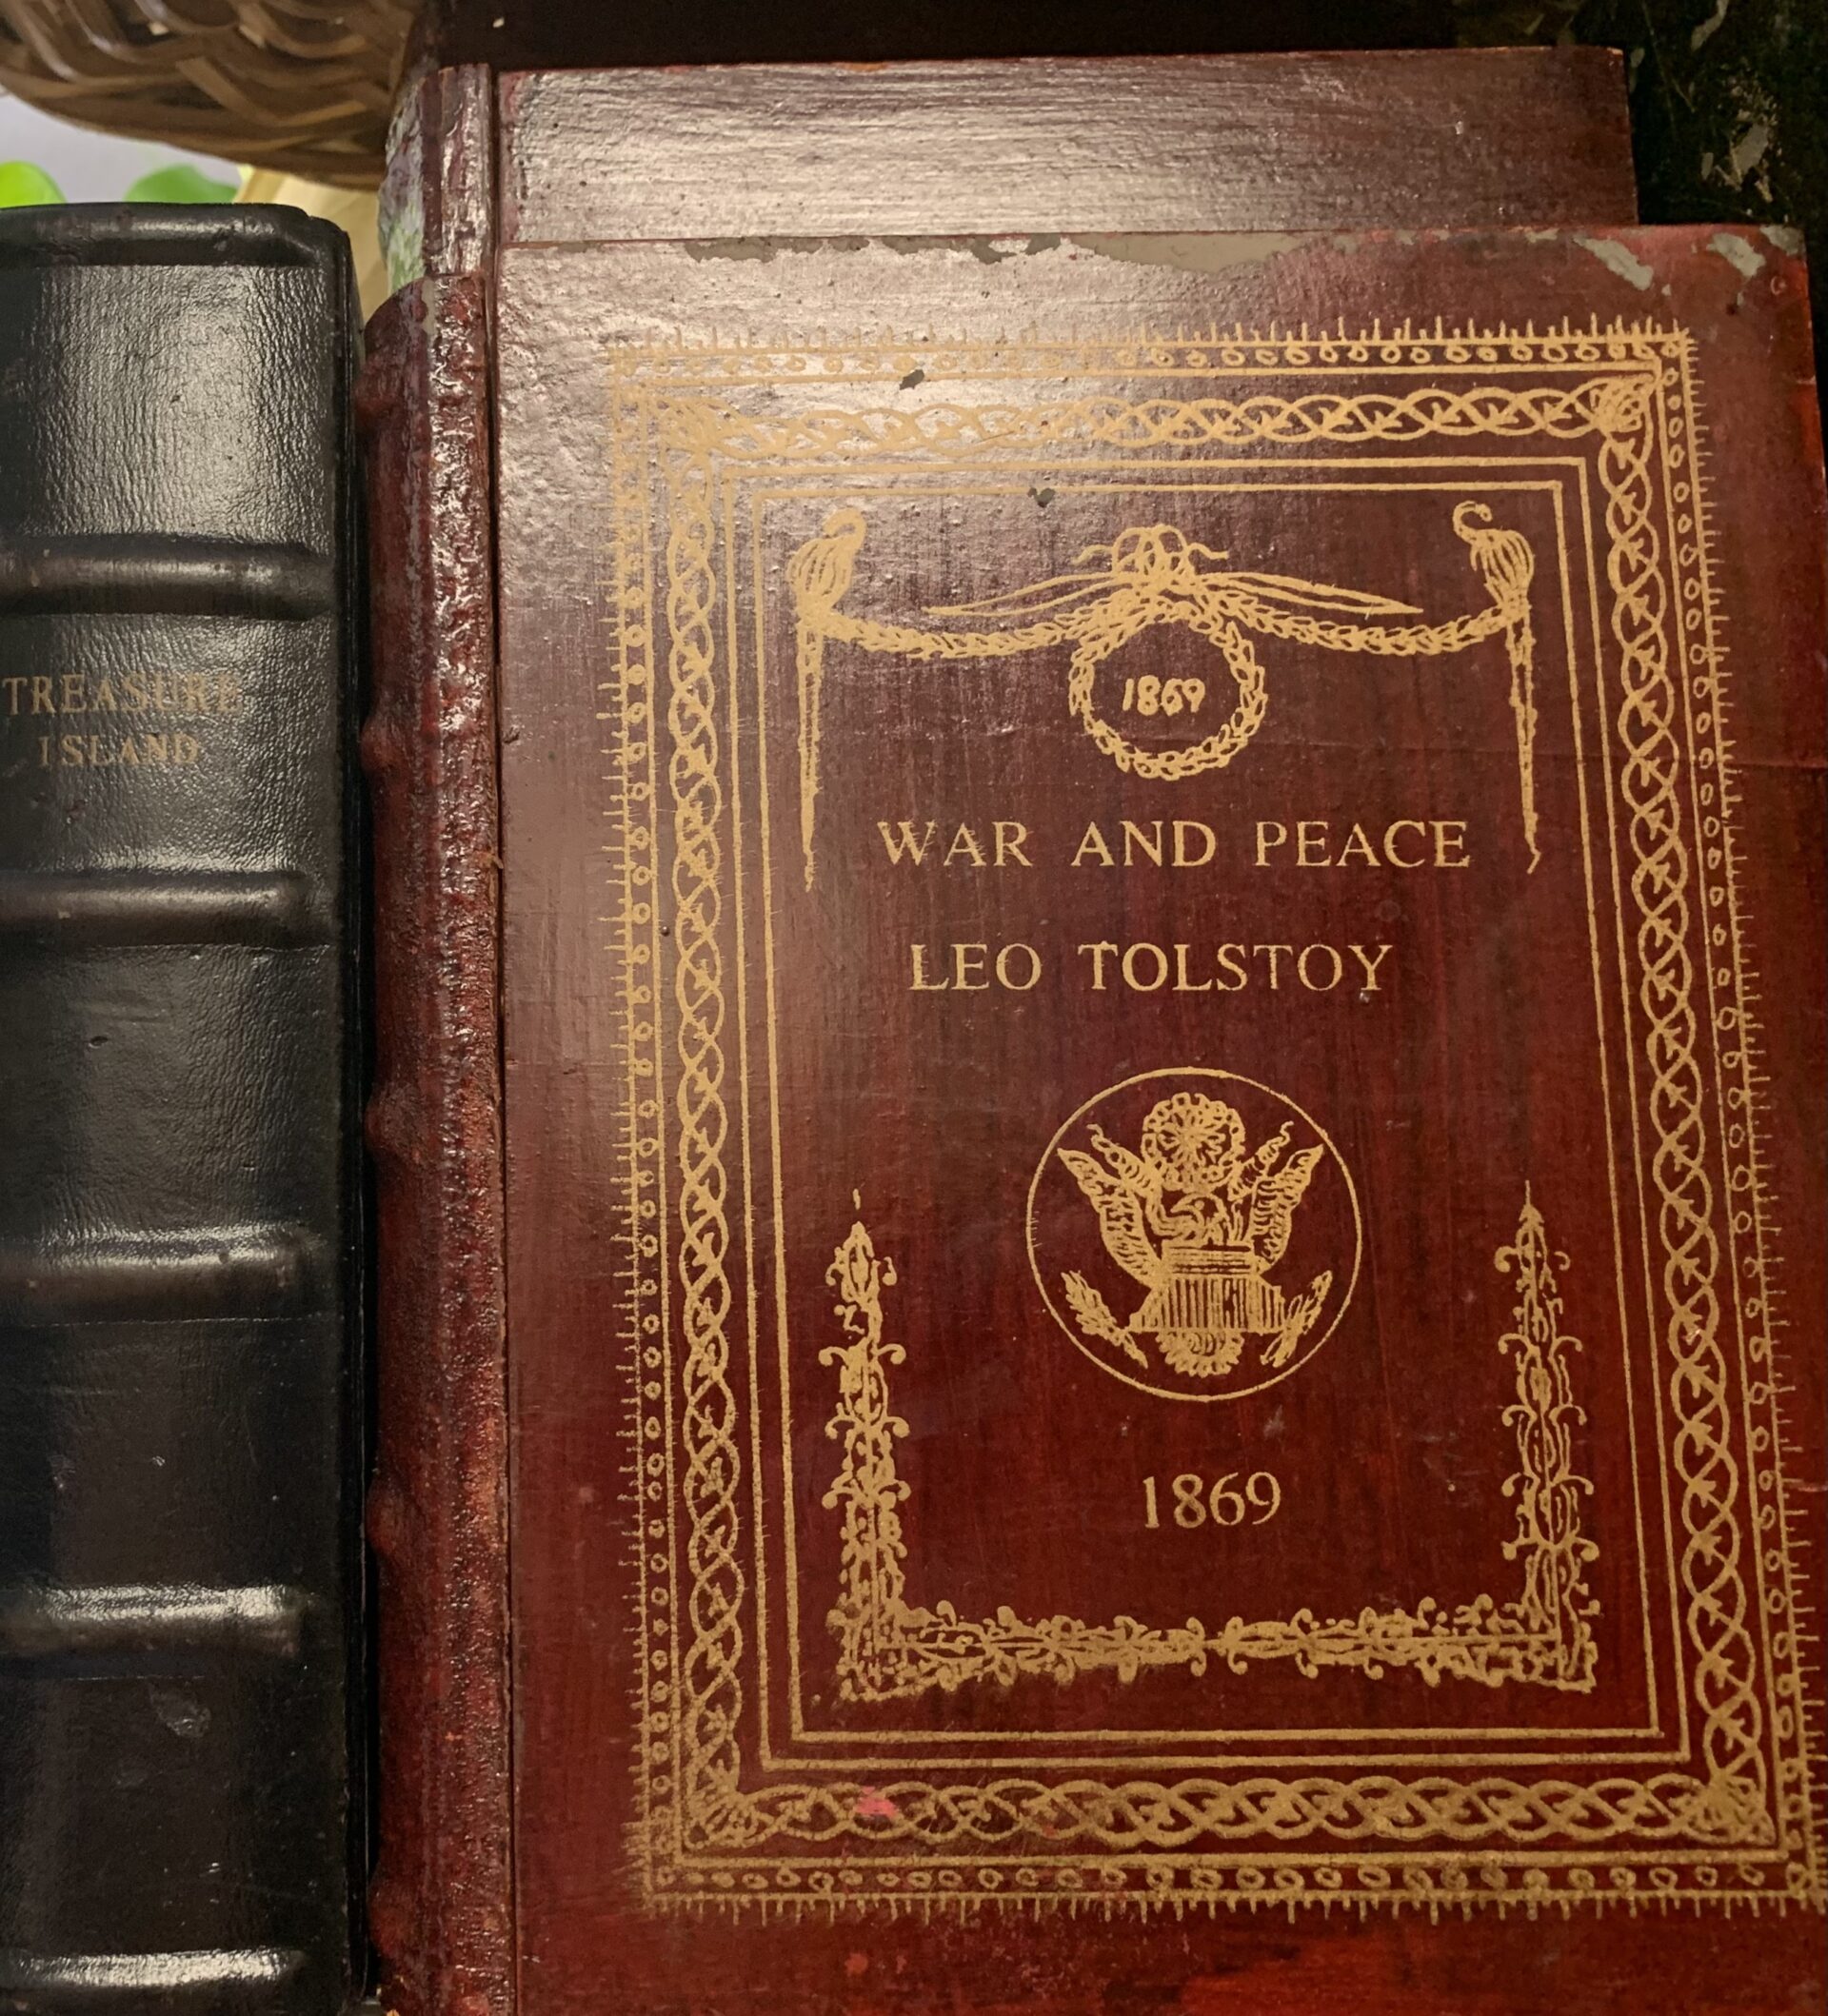 TREASURE
ISLAND
1869
WAR AND PEACE
LEO TOLSTOY
1869